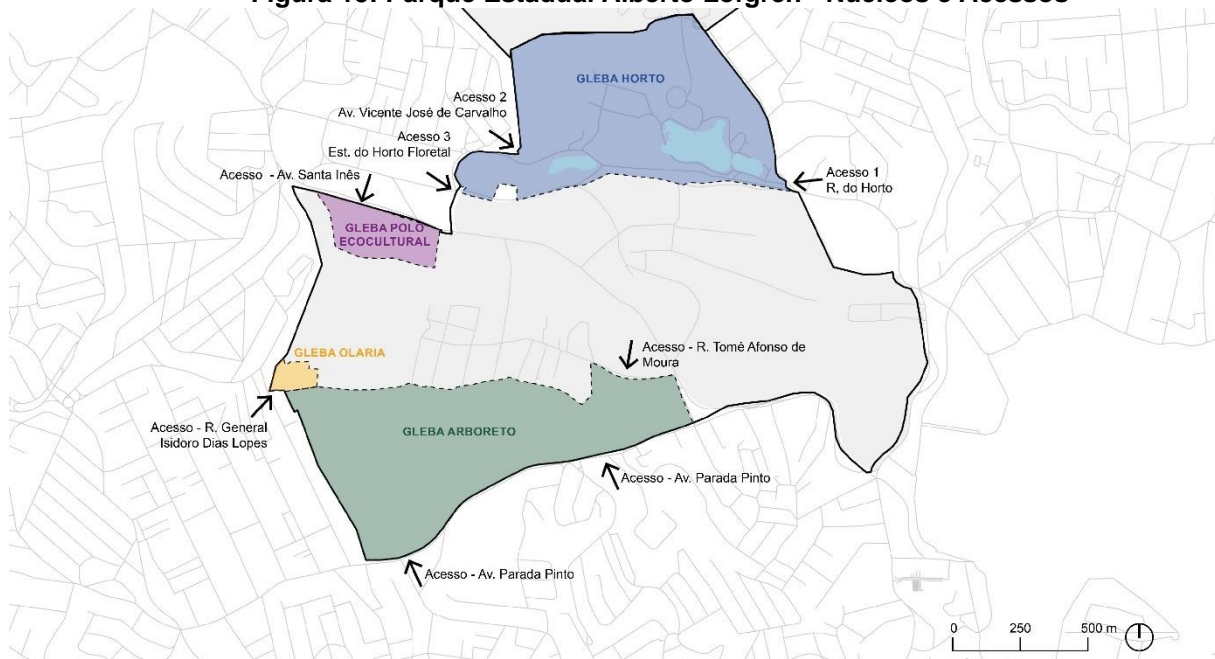 Figura 13: Parque Estadual Alberto Löfgren - Núcleos e Acessos
GLEBA HORTO
Acesso 2
Av. Vicente José de Carvalho
Acesso 3
Est. do Horto Floretal
Acesso - Av. Santa Inês
Acesso 1
R. do Horto
GLEBA POLO
ECOCULTURAL
GLEBA OLARIA
Acesso - R. Tomé Afonso de
Moura
Acesso - R. General
Isidoro Dias Lopes
GLEBA ARBORETO
Acesso - Av. Parada Pinto
Acesso - Av. Parada Pinto
0 250 500 m